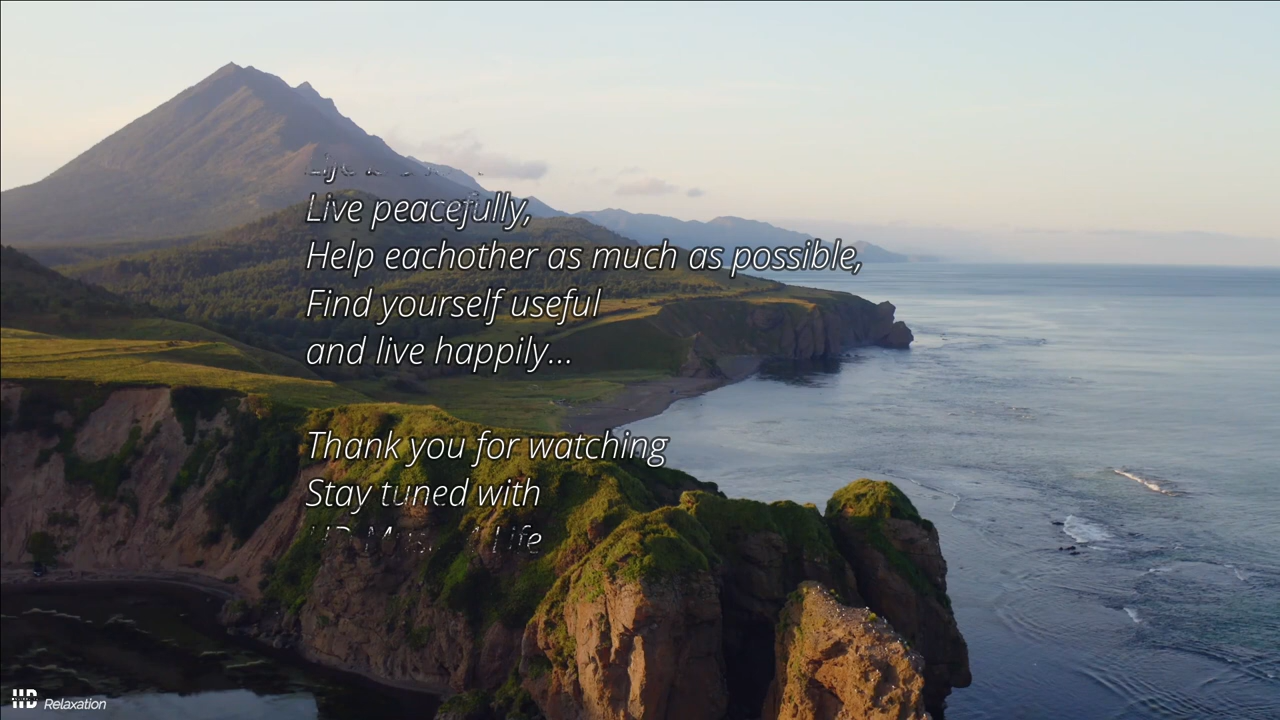 Live peacefully,
Help eachother as much as possible,
Find yourself useful
and live happily...
Thank you for watching
Stay tuned with
Life
HD Relaxation